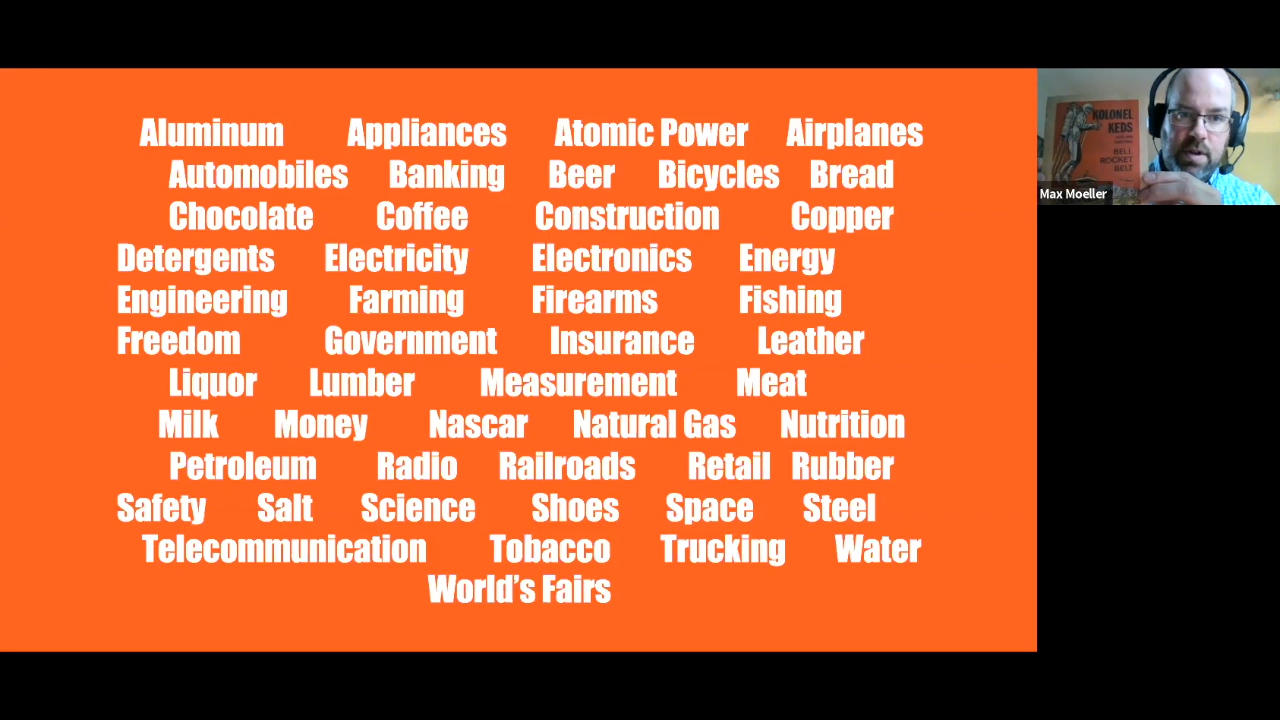 Aluminum Appliances Atomic Power Airplanes
Automobiles Banking Beer Bicycles Bread
Chocolate Coffee Construction Copper
Detergents Electricity Electronics Energy
Engineering Farming Firearms Fishing
Freedom Government Insurance Leather
Liquor Lumber Measurement Meat
Milk Money Nascar Natural Gas Nutrition
Petroleum Radio Railroads Retail Rubber
Safety Salt Science Shoes Space Steel
Telecommunication Tobacco Trucking Water
World’s Fairs
KOLONEL
KEDS
BELL
ROCKET
BELT
Max Moeller